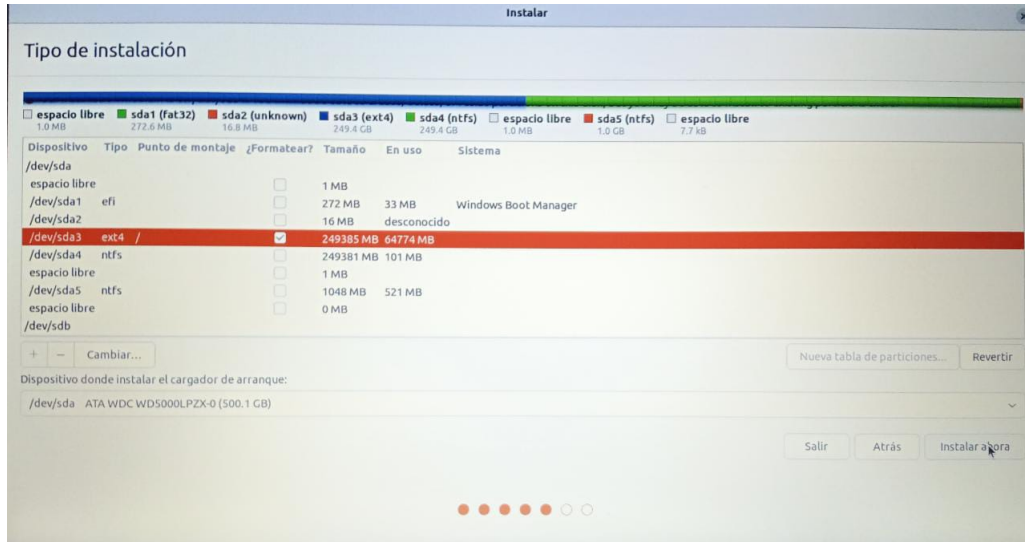 Instalar
Tipo de instalación
espacio libre sda1 (fat32) sda2 (unknown) sda3 (ext4) sda4 (ntfs) espacio libre sda5 (ntfs) espacio libre
1.0 MB 272.6 MB 16.8 MB 249.4 GB 249.4 GB 1.0 MB 1.0 GB 7.7 kB
Dispositivo Tipo Punto de montaje ¿Formatear? Tamaño En uso Sistema
/dev/sda
espacio libre 1 MB
/dev/sda1 efi 272 MB 33 MB Windows Boot Manager
/dev/sda2 16 MB desconocido
/dev/sda3 ext4 / 249385 MB 64774 MB
/dev/sda4 ntfs 249381 MB 101 MB
espacio libre 1 MB
/dev/sda5 ntfs 1048 MB 521 MB
espacio libre 0 MB
/dev/sdb
+ − Cambiar... Nueva tabla de particiones... Revertir
Dispositivo donde instalar el cargador de arranque:
/dev/sda ATA WDC WD5000LPZX-0 (500.1 GB)
Salir Atrás Instalar ahora